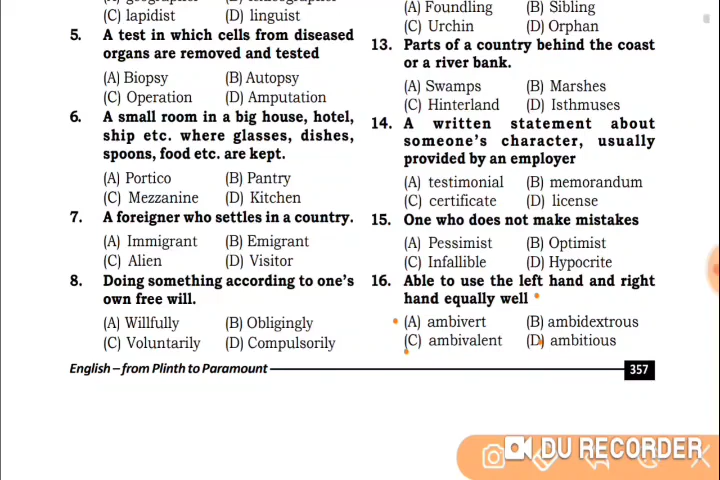 (C) lapidist (D) linguist
5. A test in which cells from diseased
organs are removed and tested
(A) Biopsy (B) Autopsy
(C) Operation (D) Amputation
6. A small room in a big house, hotel,
ship etc. where glasses, dishes,
spoons, food etc. are kept.
(A) Portico (B) Pantry
(C) Mezzanine (D) Kitchen
7. A foreigner who settles in a country.
(A) Immigrant (B) Emigrant
(C) Alien (D) Visitor
8. Doing something according to one's
own free will.
(A) Willfully (B) Obligingly
(C) Voluntarily (D) Compulsorily
(A) Foundling (B) Sibling
(C) Urchin (D) Orphan
13. Parts of a country behind the coast
or a river bank.
(A) Swamps (B) Marshes
(C) Hinterland (D) Isthmuses
14. A written statement about
someone's character, usually
provided by an employer
(A) testimonial (B) memorandum
(C) certificate (D) license
15. One who does not make mistakes
(A) Pessimist (B) Optimist
(C) Infallible (D) Hypocrite
16. Able to use the left hand and right
hand equally well
(A) ambivert (B) ambidextrous
(C) ambivalent (D) ambitious
English – from Plinth to Paramount 357
DU RECORDER